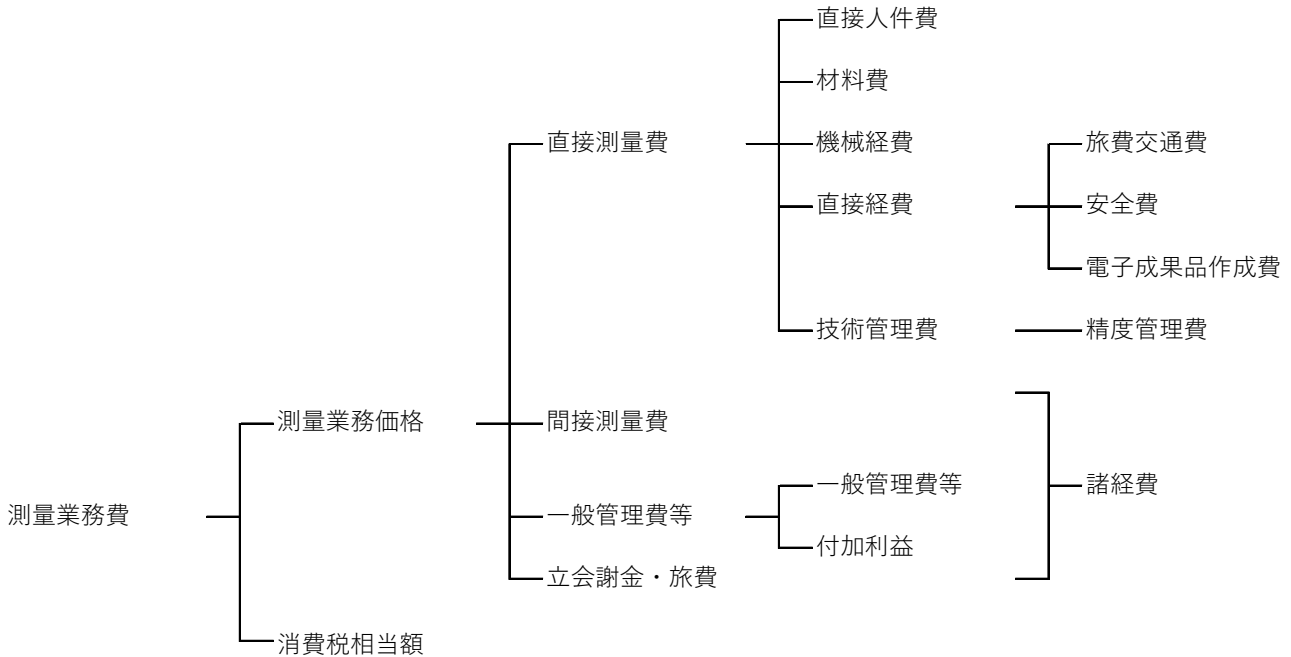 直接人件費
材料費
直接測量費 機械経費 旅費交通費
直接経費 安全費
電子成果品作成費
技術管理費 精度管理費
測量業務価格 間接測量費
一般管理費等 諸経費
測量業務費 一般管理費等
付加利益
立会謝金・旅費
消費税相当額